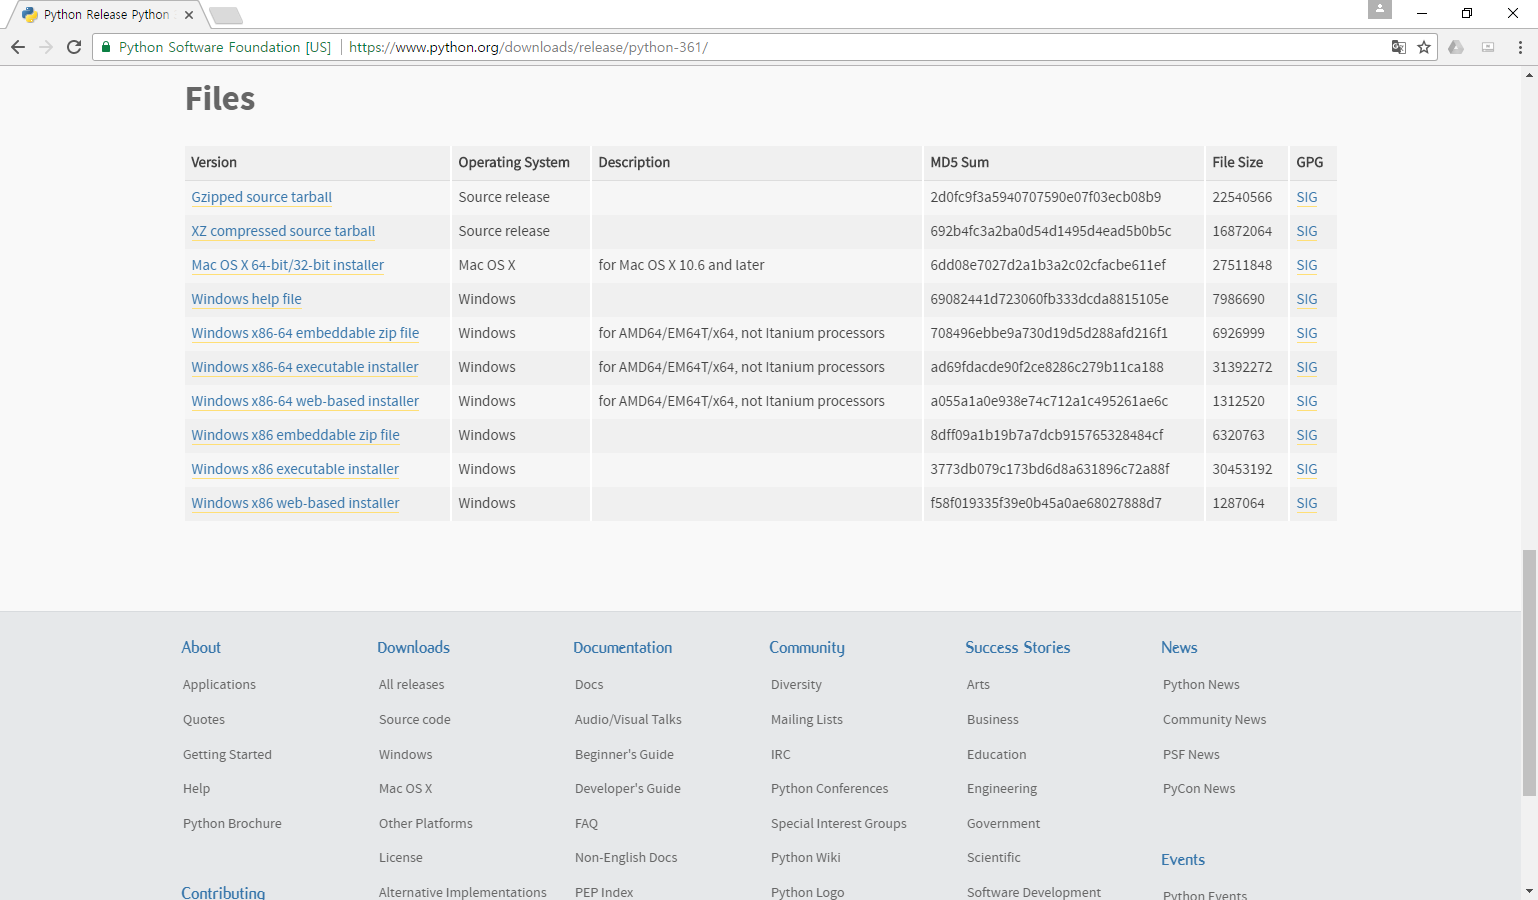 Python Release Python
Python Software Foundation [US] https://www.python.org/downloads/release/python-361/
Files
Version Operating System Description MD5 Sum File Size GPG
Gzipped source tarball Source release 2d0fc9f3a5940707590e07f03ecb08b9 22540566 SIG
XZ compressed source tarball Source release 692b4fc3a2ba0d54d1495d4ead5b0b5c 16872064 SIG
Mac OS X 64-bit/32-bit installer Mac OS X for Mac OS X 10.6 and later 6dd08e7027d2a1b3a2c02cfacbe611ef 27511848 SIG
Windows help file Windows 69082441d723060fb333dcda8815105e 7986690 SIG
Windows x86-64 embeddable zip file Windows for AMD64/EM64T/x64, not Itanium processors 708496ebbe9a730d19d5d288afd216f1 6926999 SIG
Windows x86-64 executable installer Windows for AMD64/EM64T/x64, not Itanium processors ad69fdacde90f2ce8286c279b11ca188 31392272 SIG
Windows x86-64 web-based installer Windows for AMD64/EM64T/x64, not Itanium processors a055a1a0e938e74c712a1c495261ae6c 1312520 SIG
Windows x86 embeddable zip file Windows 8dff09a1b19b7a7dcb915765328484cf 6320763 SIG
Windows x86 executable installer Windows 3773db079c173bd6d8a631896c72a88f 30453192 SIG
Windows x86 web-based installer Windows f58f019335f39e0b45a0ae68027888d7 1287064 SIG
About Downloads Documentation Community Success Stories News
Applications All releases Docs Diversity Arts Python News
Quotes Source code Audio/Visual Talks Mailing Lists Business Community News
Getting Started Windows Beginner's Guide IRC Education PSF News
Help Mac OS X Developer's Guide Python Conferences Engineering PyCon News
Python Brochure Other Platforms FAQ Special Interest Groups Government
License Non-English Docs Python Wiki Scientific Events
Contributing Alternative Implementations PEP Index Python Logo Software Development Python Events